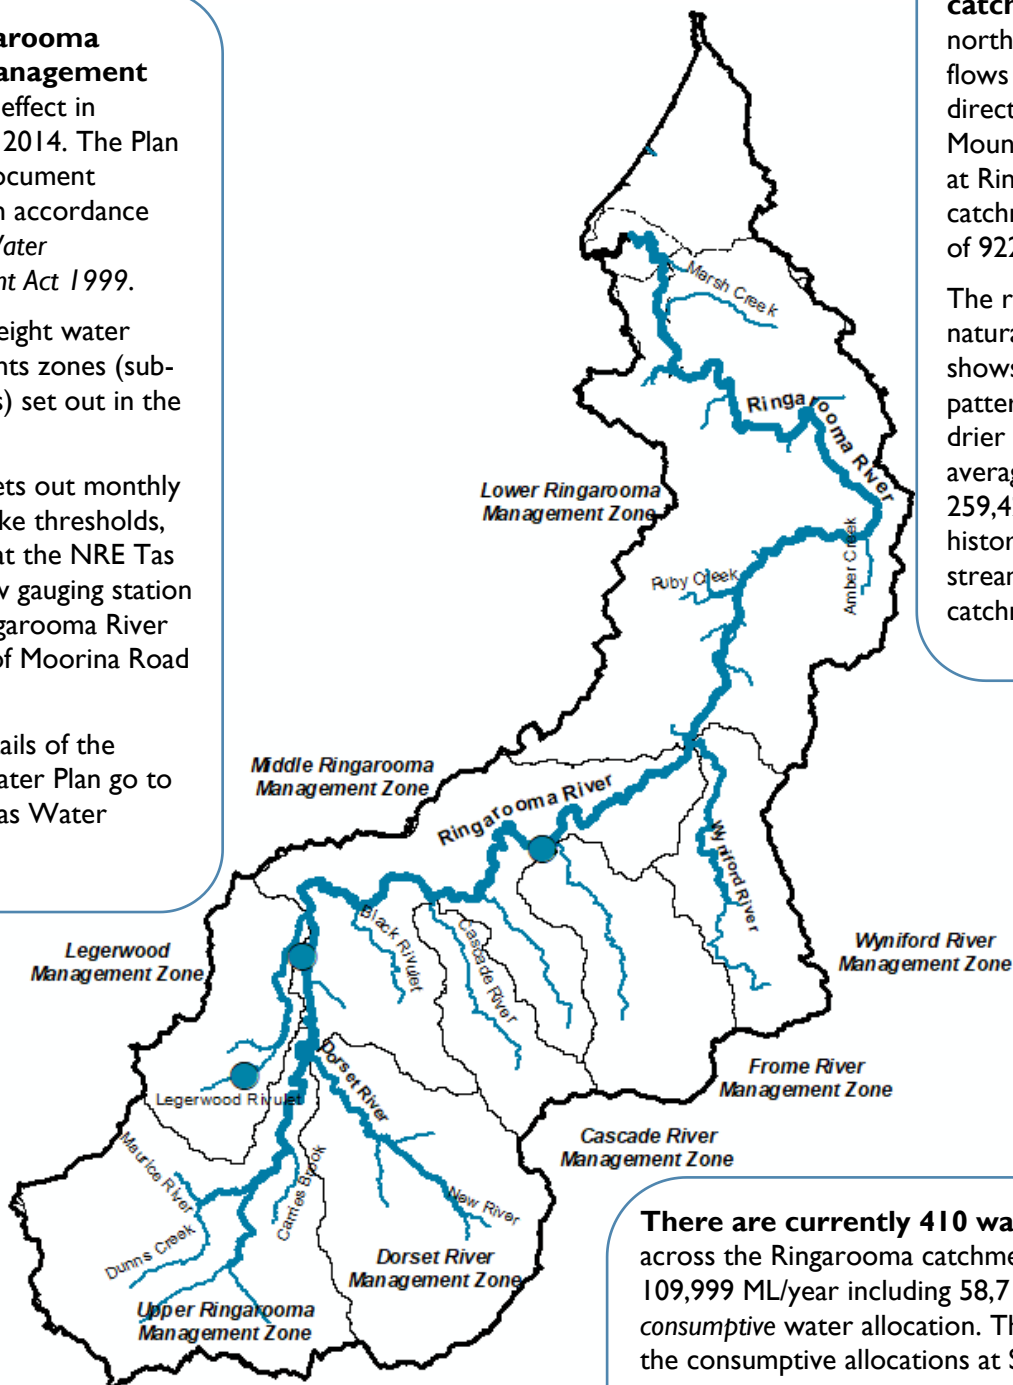 arooma
anagement
effect in
2014. The Plan
ocument
n accordance
Water
nt Act 1999.
eight water
nts zones (sub-
s) set out in the
ets out monthly
ke thresholds,
at the NRE Tas
w gauging station
garooma River
of Moorina Road
ails of the
ater Plan go to
as Water
catch
north
flows
direct
Moun
at Rin
catchr
of 922
The r
natura
shows
patter
drier
averag
259,4
histor
strear
catchr
Marsh Creek
Ringarooma River
Lower Ringarooma
Management Zone
Ruby Creek
Amber Creek
Middle Ringarooma
Management Zone
Ringarooma River
Wyniford River
Black Rivulet
Cascade River
Legerwood
Management Zone
Wyniford River
Management Zone
Dorset River
Legerwood Rivulet
Frome River
Management Zone
Cascade River
Management Zone
Maurice River
Carries Brook
New River
Dunns Creek
Dorset River
Management Zone
Upper Ringarooma
Management Zone
There are currently 410 wa
across the Ringarooma catchme
109,999 ML/year including 58,7
consumptive water allocation. Th
the consumptive allocations at S